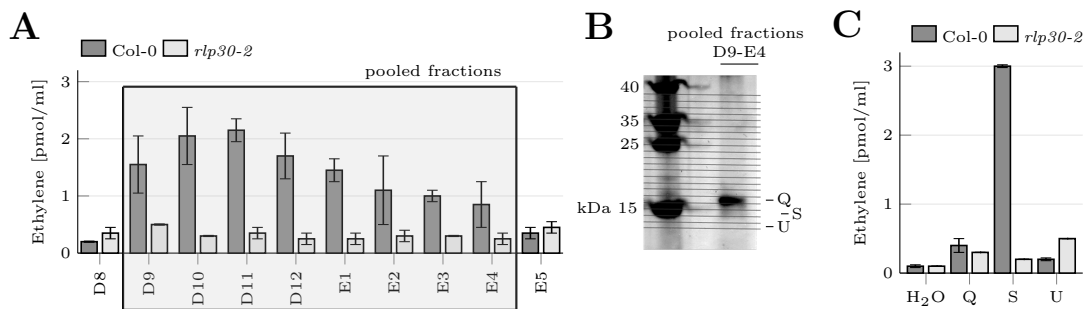 A
Col-0 rlp30-2
pooled fractions
Ethylene [pmol/ml]
3
2
1
0
D8 D9 D10 D11 D12 E1 E2 E3 E4 E5
B
pooled fractions
D9-E4
40
35
25
kDa 15
Q
S
U
C
Col-0 rlp30-2
Ethylene [pmol/ml]
3
2
1
0
H₂O Q S U